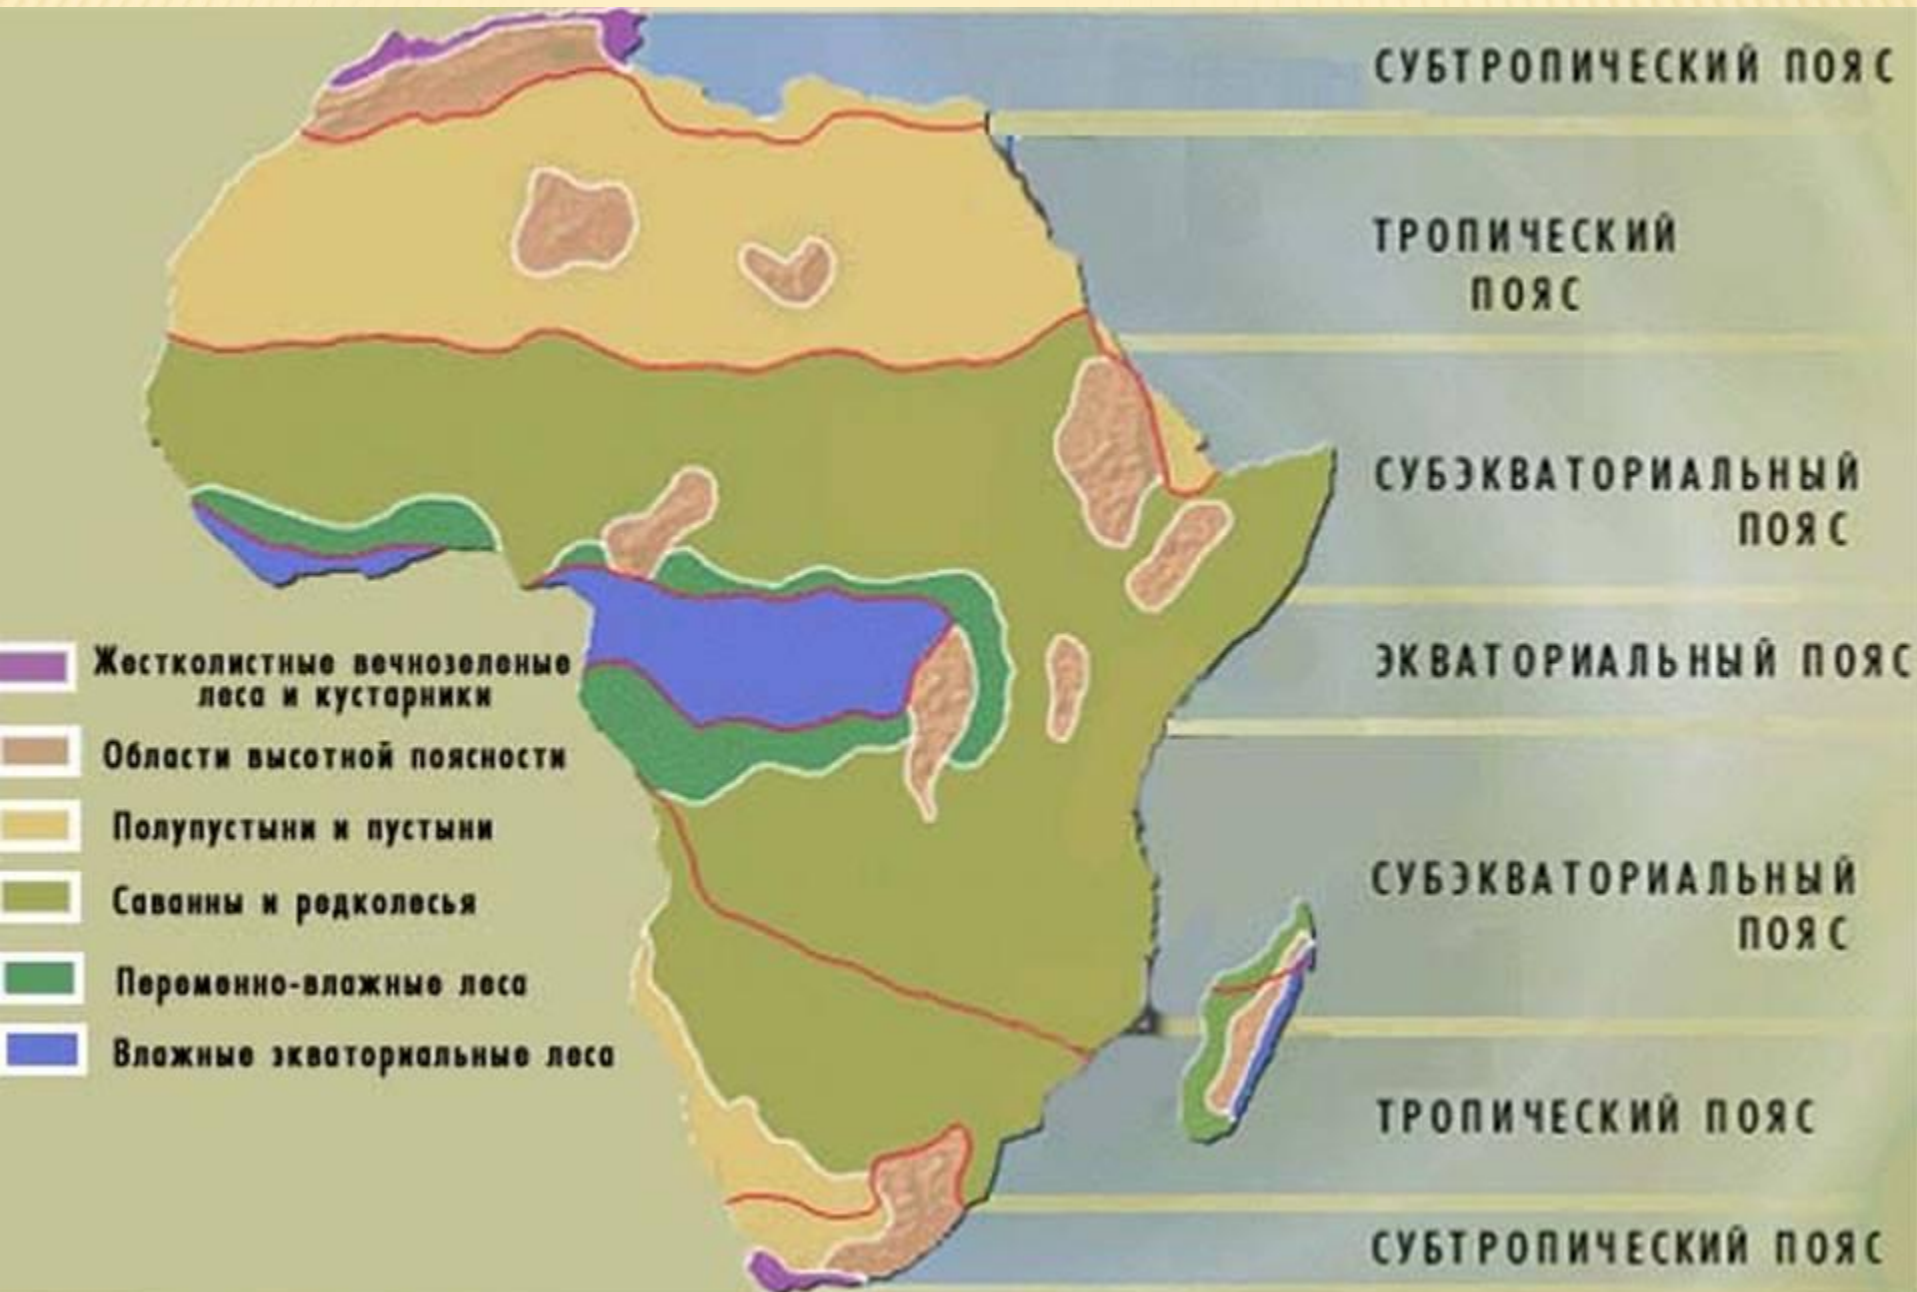 СУБТРОПИЧЕСКИЙ ПОЯС
ТРОПИЧЕСКИЙ
ПОЯС
СУБЭКВАТОРИАЛЬНЫЙ
ПОЯС
ЭКВАТОРИАЛЬНЫЙ ПОЯС
СУБЭКВАТОРИАЛЬНЫЙ
ПОЯС
ТРОПИЧЕСКИЙ ПОЯС
СУБТРОПИЧЕСКИЙ ПОЯС
Жестколистные вечнозеленые
леса и кустарники
Области высотной поясности
Полупустыни и пустыни
Саванны и редколесья
Переменно-влажные леса
Влажные экваториальные леса